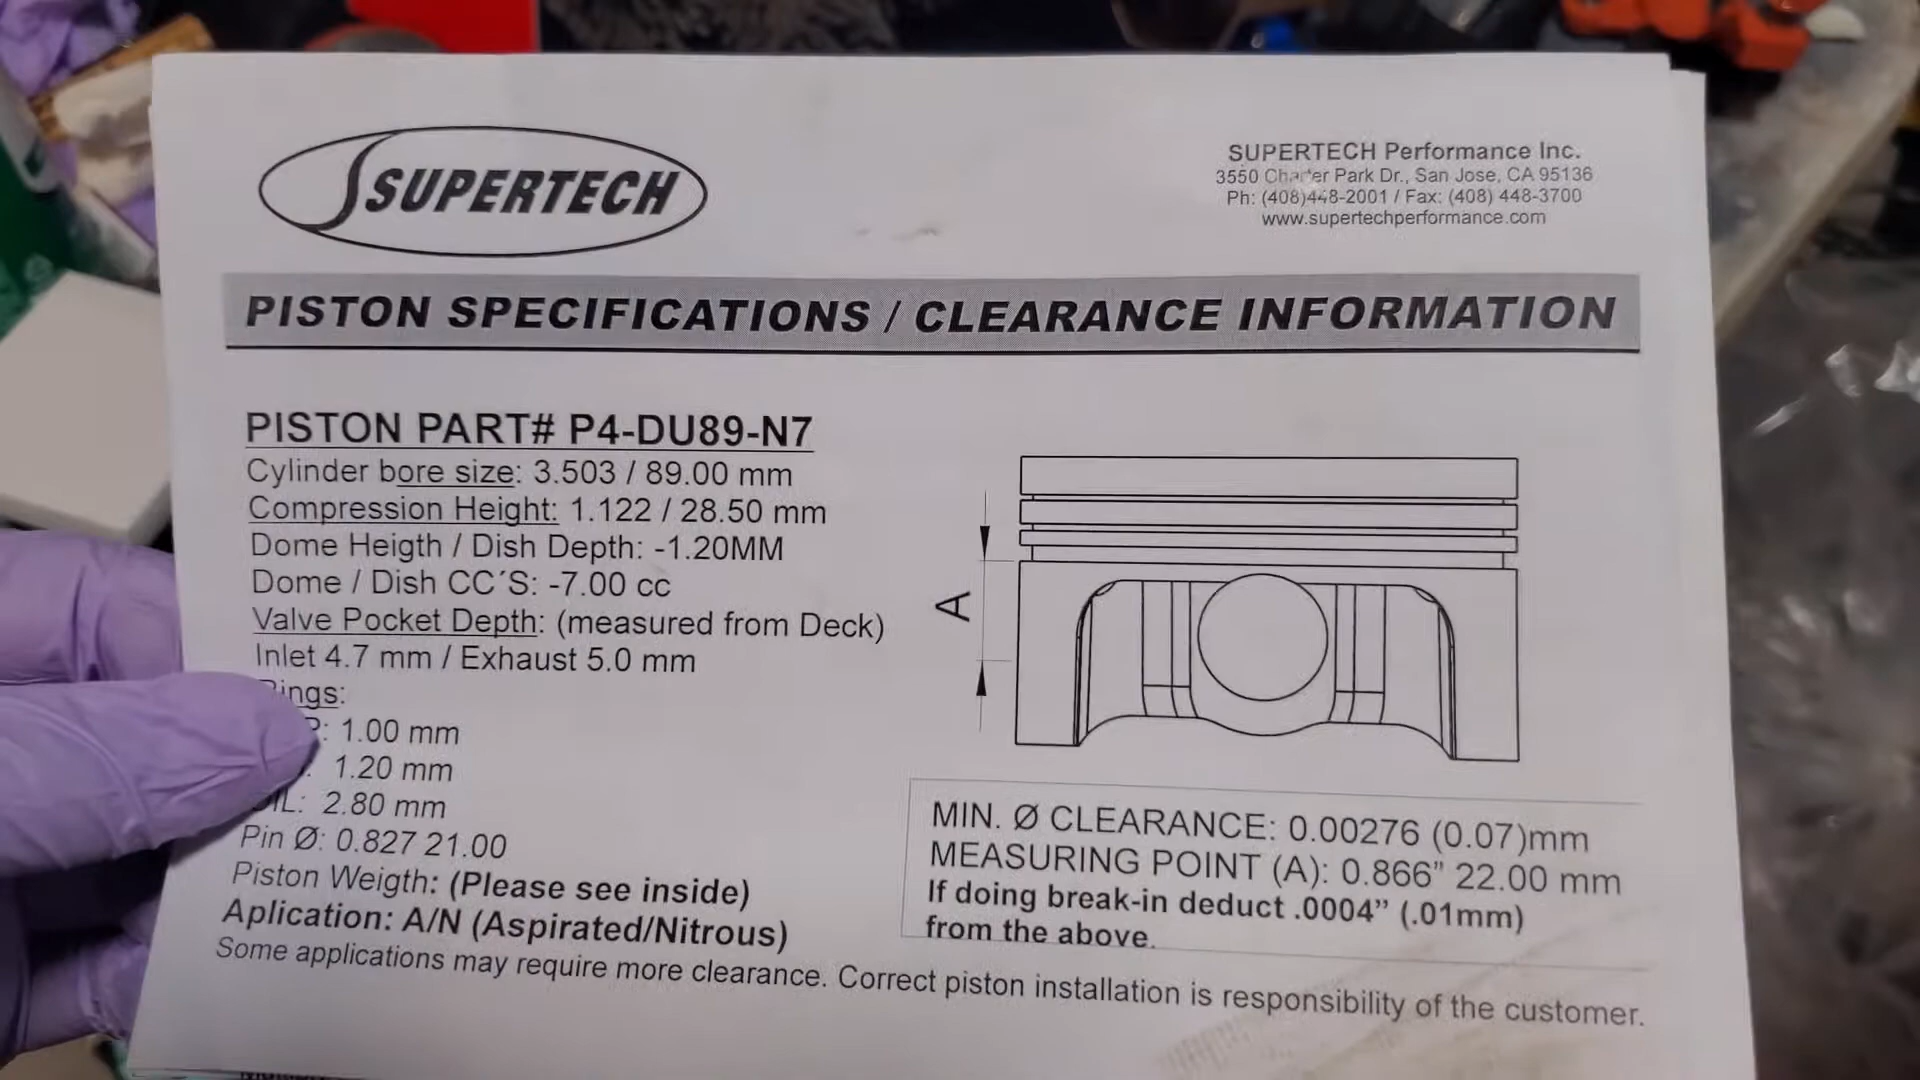 SUPERTECH
SUPERTECH Performance Inc.
3550 Charter Park Dr., San Jose, CA 95136
Ph: (408)448-2001 / Fax: (408) 448-3700
www.supertechperformance.com
PISTON SPECIFICATIONS / CLEARANCE INFORMATION
PISTON PART# P4-DU89-N7
Cylinder bore size: 3.503 / 89.00 mm
Compression Height: 1.122 / 28.50 mm
Dome Heigth / Dish Depth: -1.20MM
Dome / Dish CC´S: -7.00 cc
Valve Pocket Depth: (measured from Deck)
Inlet 4.7 mm / Exhaust 5.0 mm
Rings:
1.00 mm
1.20 mm
OIL: 2.80 mm
Pin Ø: 0.827 21.00
Piston Weigth: (Please see inside)
Aplication: A/N (Aspirated/Nitrous)
A
MIN. Ø CLEARANCE: 0.00276 (0.07)mm
MEASURING POINT (A): 0.866” 22.00 mm
If doing break-in deduct .0004” (.01mm)
from the above.
Some applications may require more clearance. Correct piston installation is responsibility of the customer.